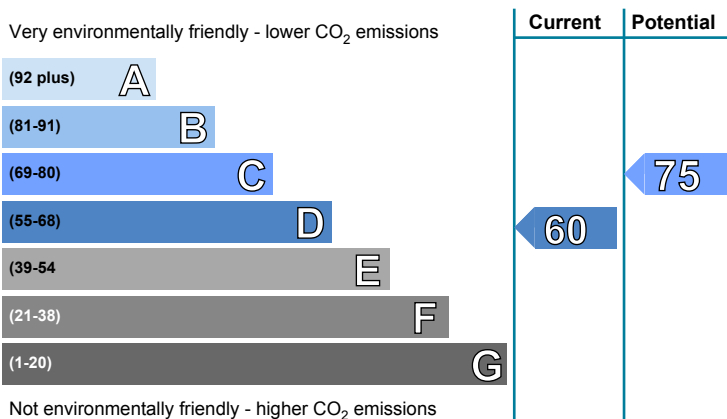 Current Potential
Very environmentally friendly - lower CO2 emissions
(92 plus) A
(81-91) B
(69-80) C
75
(55-68) D
60
(39-54 E
(21-38) F
(1-20) G
Not environmentally friendly - higher CO2 emissions